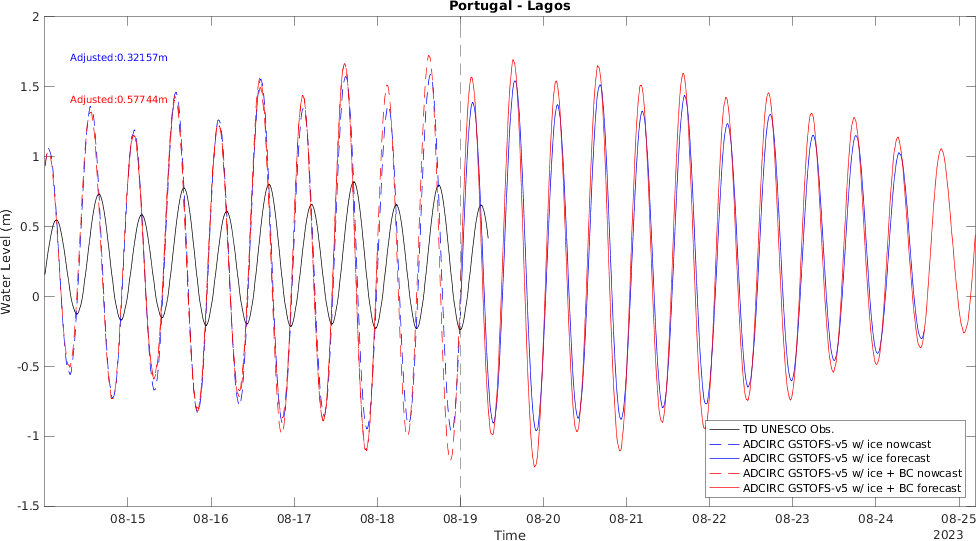 Portugal - Lagos
Adjusted:0.32157m
Adjusted:0.57744m
Water Level (m)
2
1.5
1
0.5
0
-0.5
-1
-1.5
TD UNESCO Obs.
ADCIRC GSTOFS-v5 w/ ice nowcast
ADCIRC GSTOFS-v5 w/ ice forecast
ADCIRC GSTOFS-v5 w/ ice + BC nowcast
ADCIRC GSTOFS-v5 w/ ice + BC forecast
08-15 08-16 08-17 08-18 08-19 08-20 08-21 08-22 08-23 08-24 08-25
Time
2023